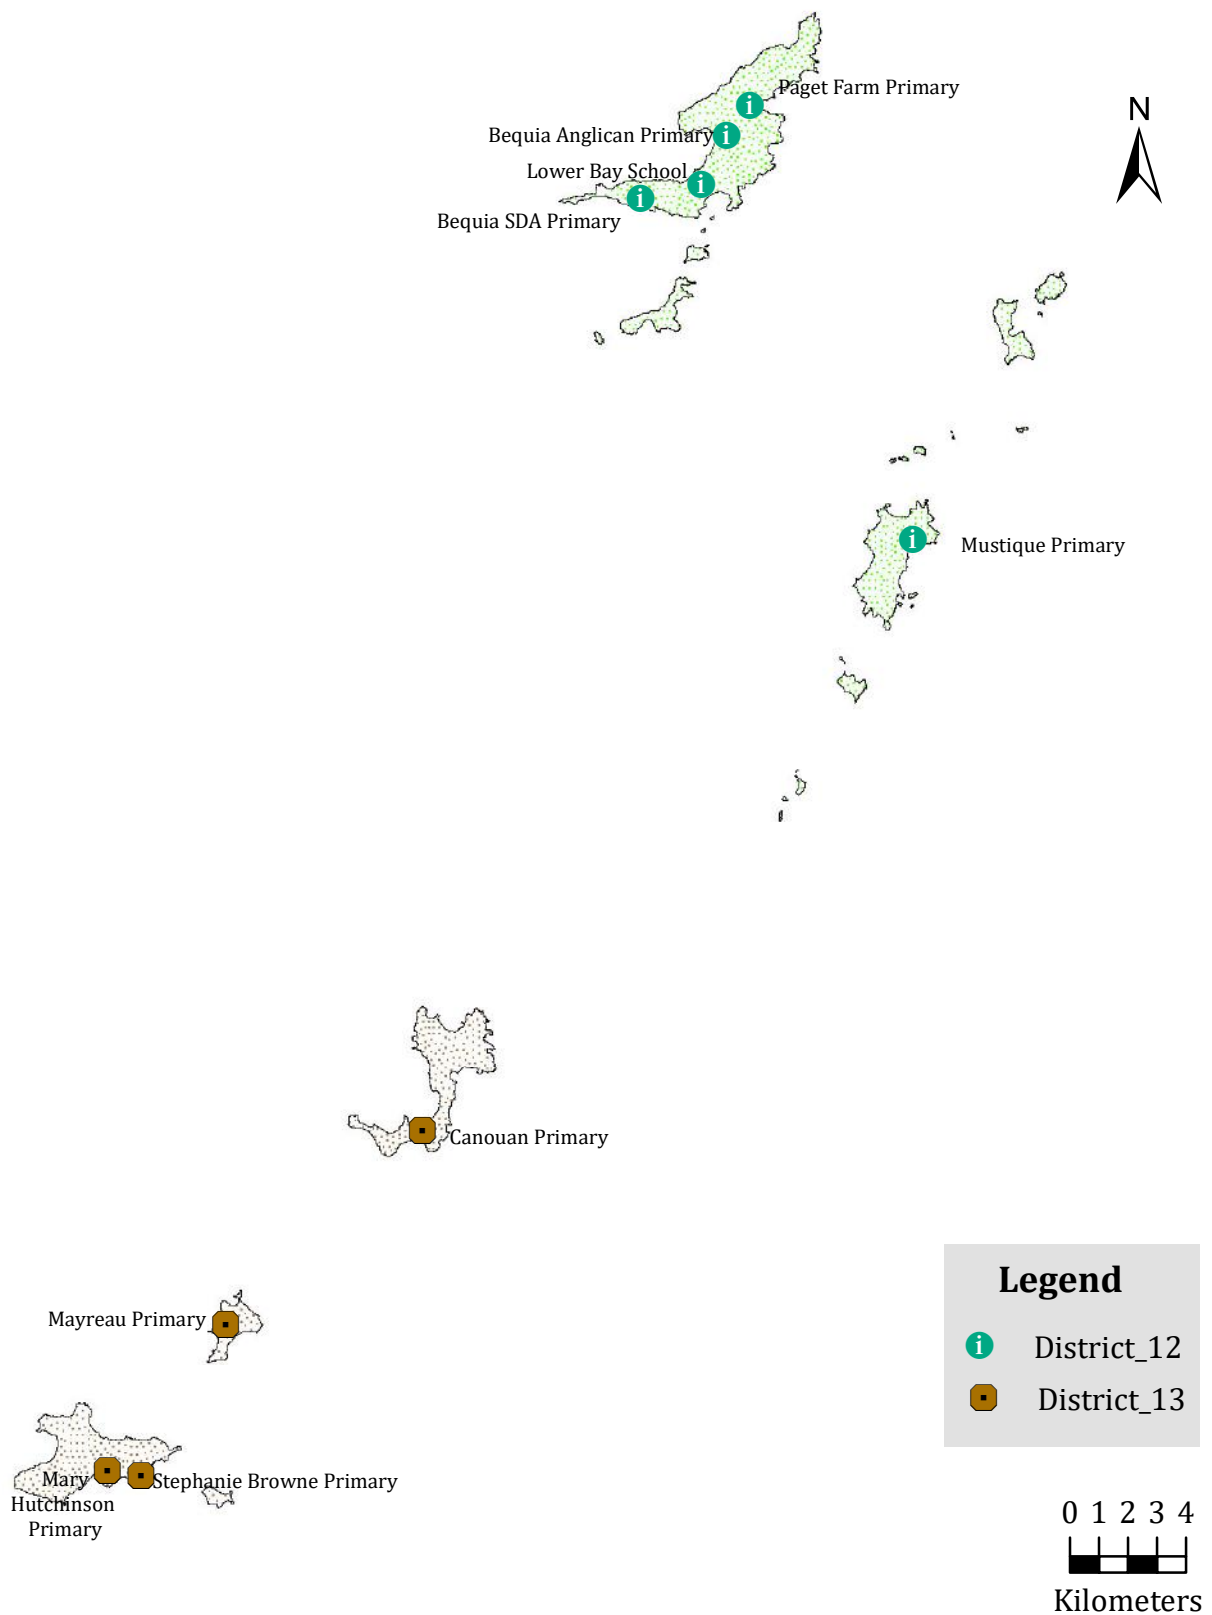 Paget Farm Primary
N
Bequia Anglican Primary
Lower Bay School
Bequia SDA Primary
Mustique Primary
Canouan Primary
Mayreau Primary
Mary
Hutchinson
Primary
Stephanie Browne Primary
Legend
i District_12
District_13
0 1 2 3 4
Kilometers